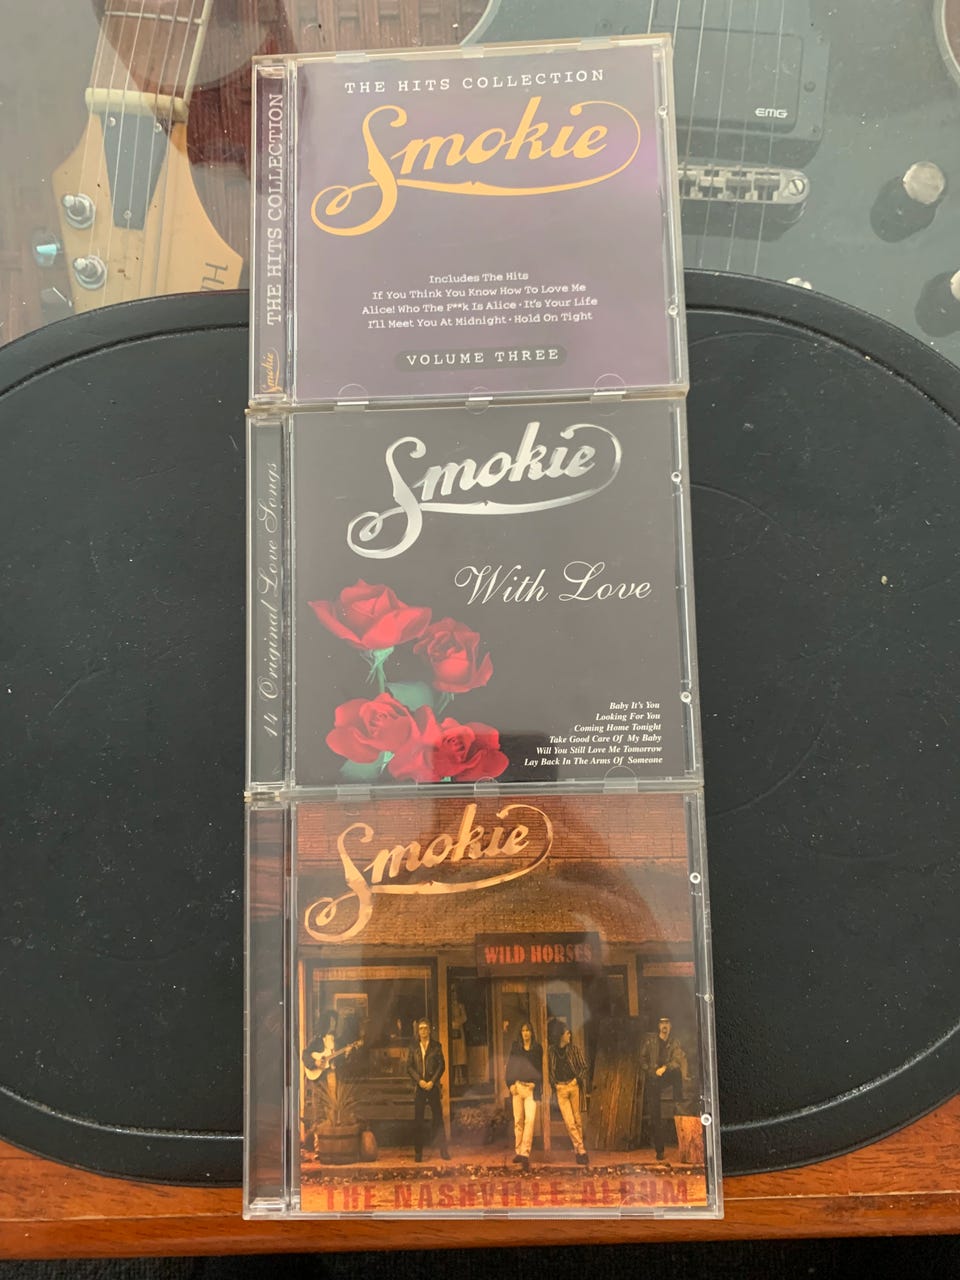 EMG
THE HITS COLLECTION
Smokie
THE HITS COLLECTION
Smokie
Includes The Hits
If You Think You Know How To Love Me
Alice! Who The F**k Is Alice · It's Your Life
I'll Meet You At Midnight · Hold On Tight
VOLUME THREE
14 Original Love Songs
Smokie
With Love
Baby It's You
Looking For You
Coming Home Tonight
Take Good Care Of My Baby
Will You Still Love Me Tomorrow
Lay Back In The Arms Of Someone
Smokie
WILD HORSES
THE NASHVILLE ALBUM